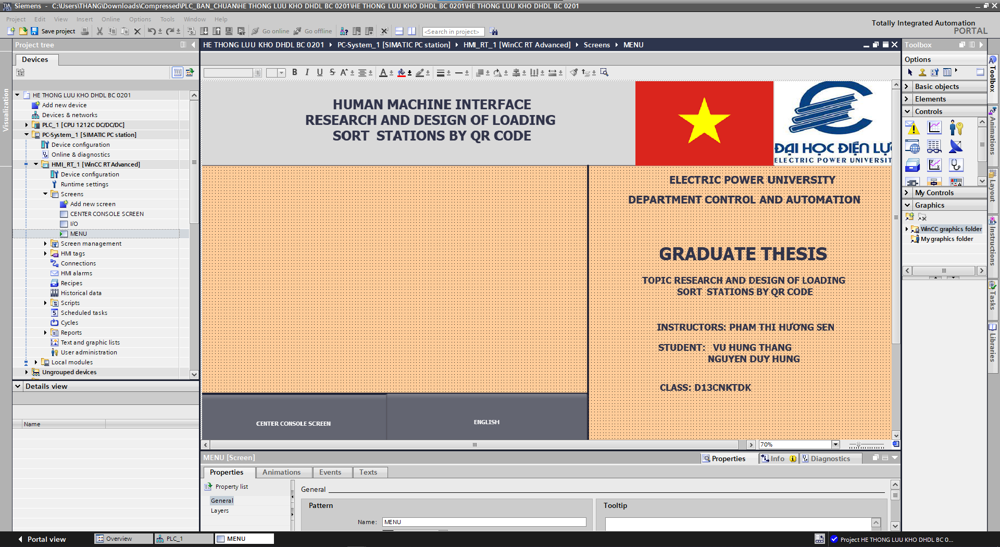 Siemens - C:\Users\THANG\Downloads\Compressed\PLC_BAN_CHUAN\HE THONG LUU KHO DHDL BC 0201\HE THONG LUU KHO DHDL BC 0201\HE THONG LUU KHO DHDL BC 0201
Project Edit View Insert Online Options Tools Window Help
Totally Integrated Automation
PORTAL
Save project
Go online
Go offline
<Search in project>
Project tree
HE THONG LUU KHO DHDL BC 0201 PC-System_1 [SIMATIC PC station] HMI_RT_1 [WinCC RT Advanced] Screens MENU
Toolbox
Devices
Options
Visualization
HE THONG LUU KHO DHDL BC 0201
Add new device
Devices & networks
PLC_1 [CPU 1212C DC/DC/DC]
PC-System_1 [SIMATIC PC station]
Device configuration
Online & diagnostics
HMI_RT_1 [WinCC RT Advanced]
Device configuration
Runtime settings
Screens
Add new screen
CENTER CONSOLE SCREEN
I/O
MENU
Screen management
HMI tags
Connections
HMI alarms
Recipes
Historical data
Scripts
Scheduled tasks
Cycles
Reports
Text and graphic lists
User administration
Local modules
Ungrouped devices
Details view
Name
B I U S A
HUMAN MACHINE INTERFACE
RESEARCH AND DESIGN OF LOADING
SORT STATIONS BY QR CODE
ĐẠI HỌC ĐIỆN LỰ
ELECTRIC POWER UNIVERSIT
ELECTRIC POWER UNIVERSITY
DEPARTMENT CONTROL AND AUTOMATION
GRADUATE THESIS
TOPIC RESEARCH AND DESIGN OF LOADING
SORT STATIONS BY QR CODE
INSTRUCTORS: PHAM THI HƯƠNG SEN
STUDENT: VU HUNG THANG
NGUYEN DUY HUNG
CLASS: D13CNKTDK
CENTER CONSOLE SCREEN
ENGLISH
70%
Basic objects
Elements
Controls
My Controls
Graphics
WinCC graphics folder
My graphics folder
Toolbox
Animations
Layout
Instructions
Tasks
Libraries
MENU [Screen]
Properties
Info
Diagnostics
Properties
Animations
Events
Texts
Property list
General
Layers
General
Pattern
Name: MENU
Tooltip
Portal view
Overview
PLC_1
MENU
Project HE THONG LUU KHO DHDL BC 0...